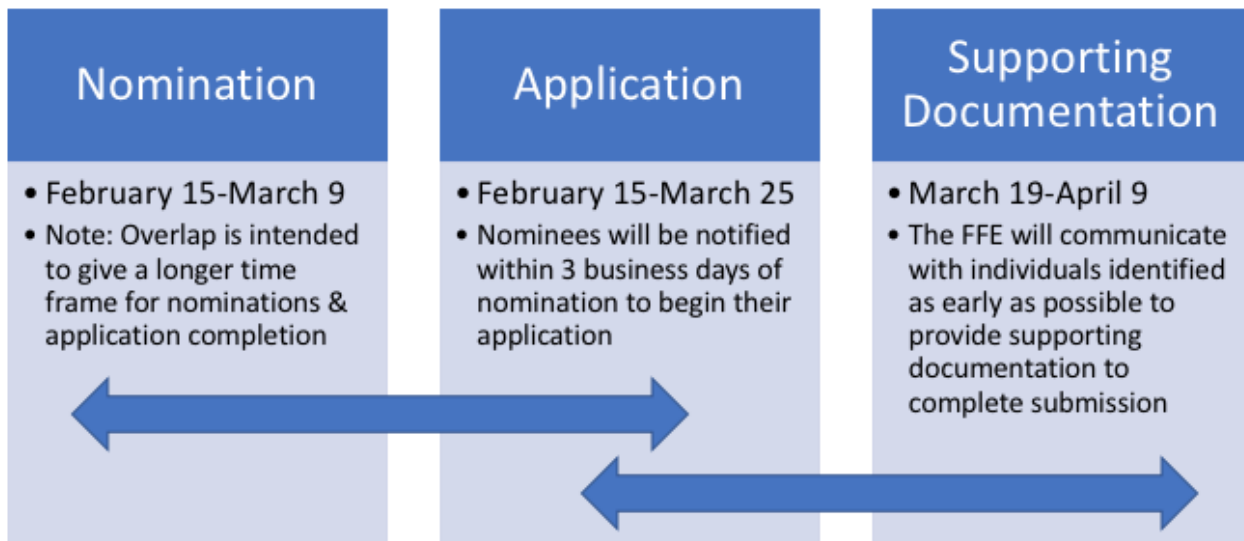 Nomination
• February 15-March 9
• Note: Overlap is intended
to give a longer time
frame for nominations &
application completion
Application
• February 15-March 25
• Nominees will be notified
within 3 business days of
nomination to begin their
application
Supporting
Documentation
• March 19-April 9
• The FFE will communicate
with individuals identified
as early as possible to
provide supporting
documentation to
complete submission